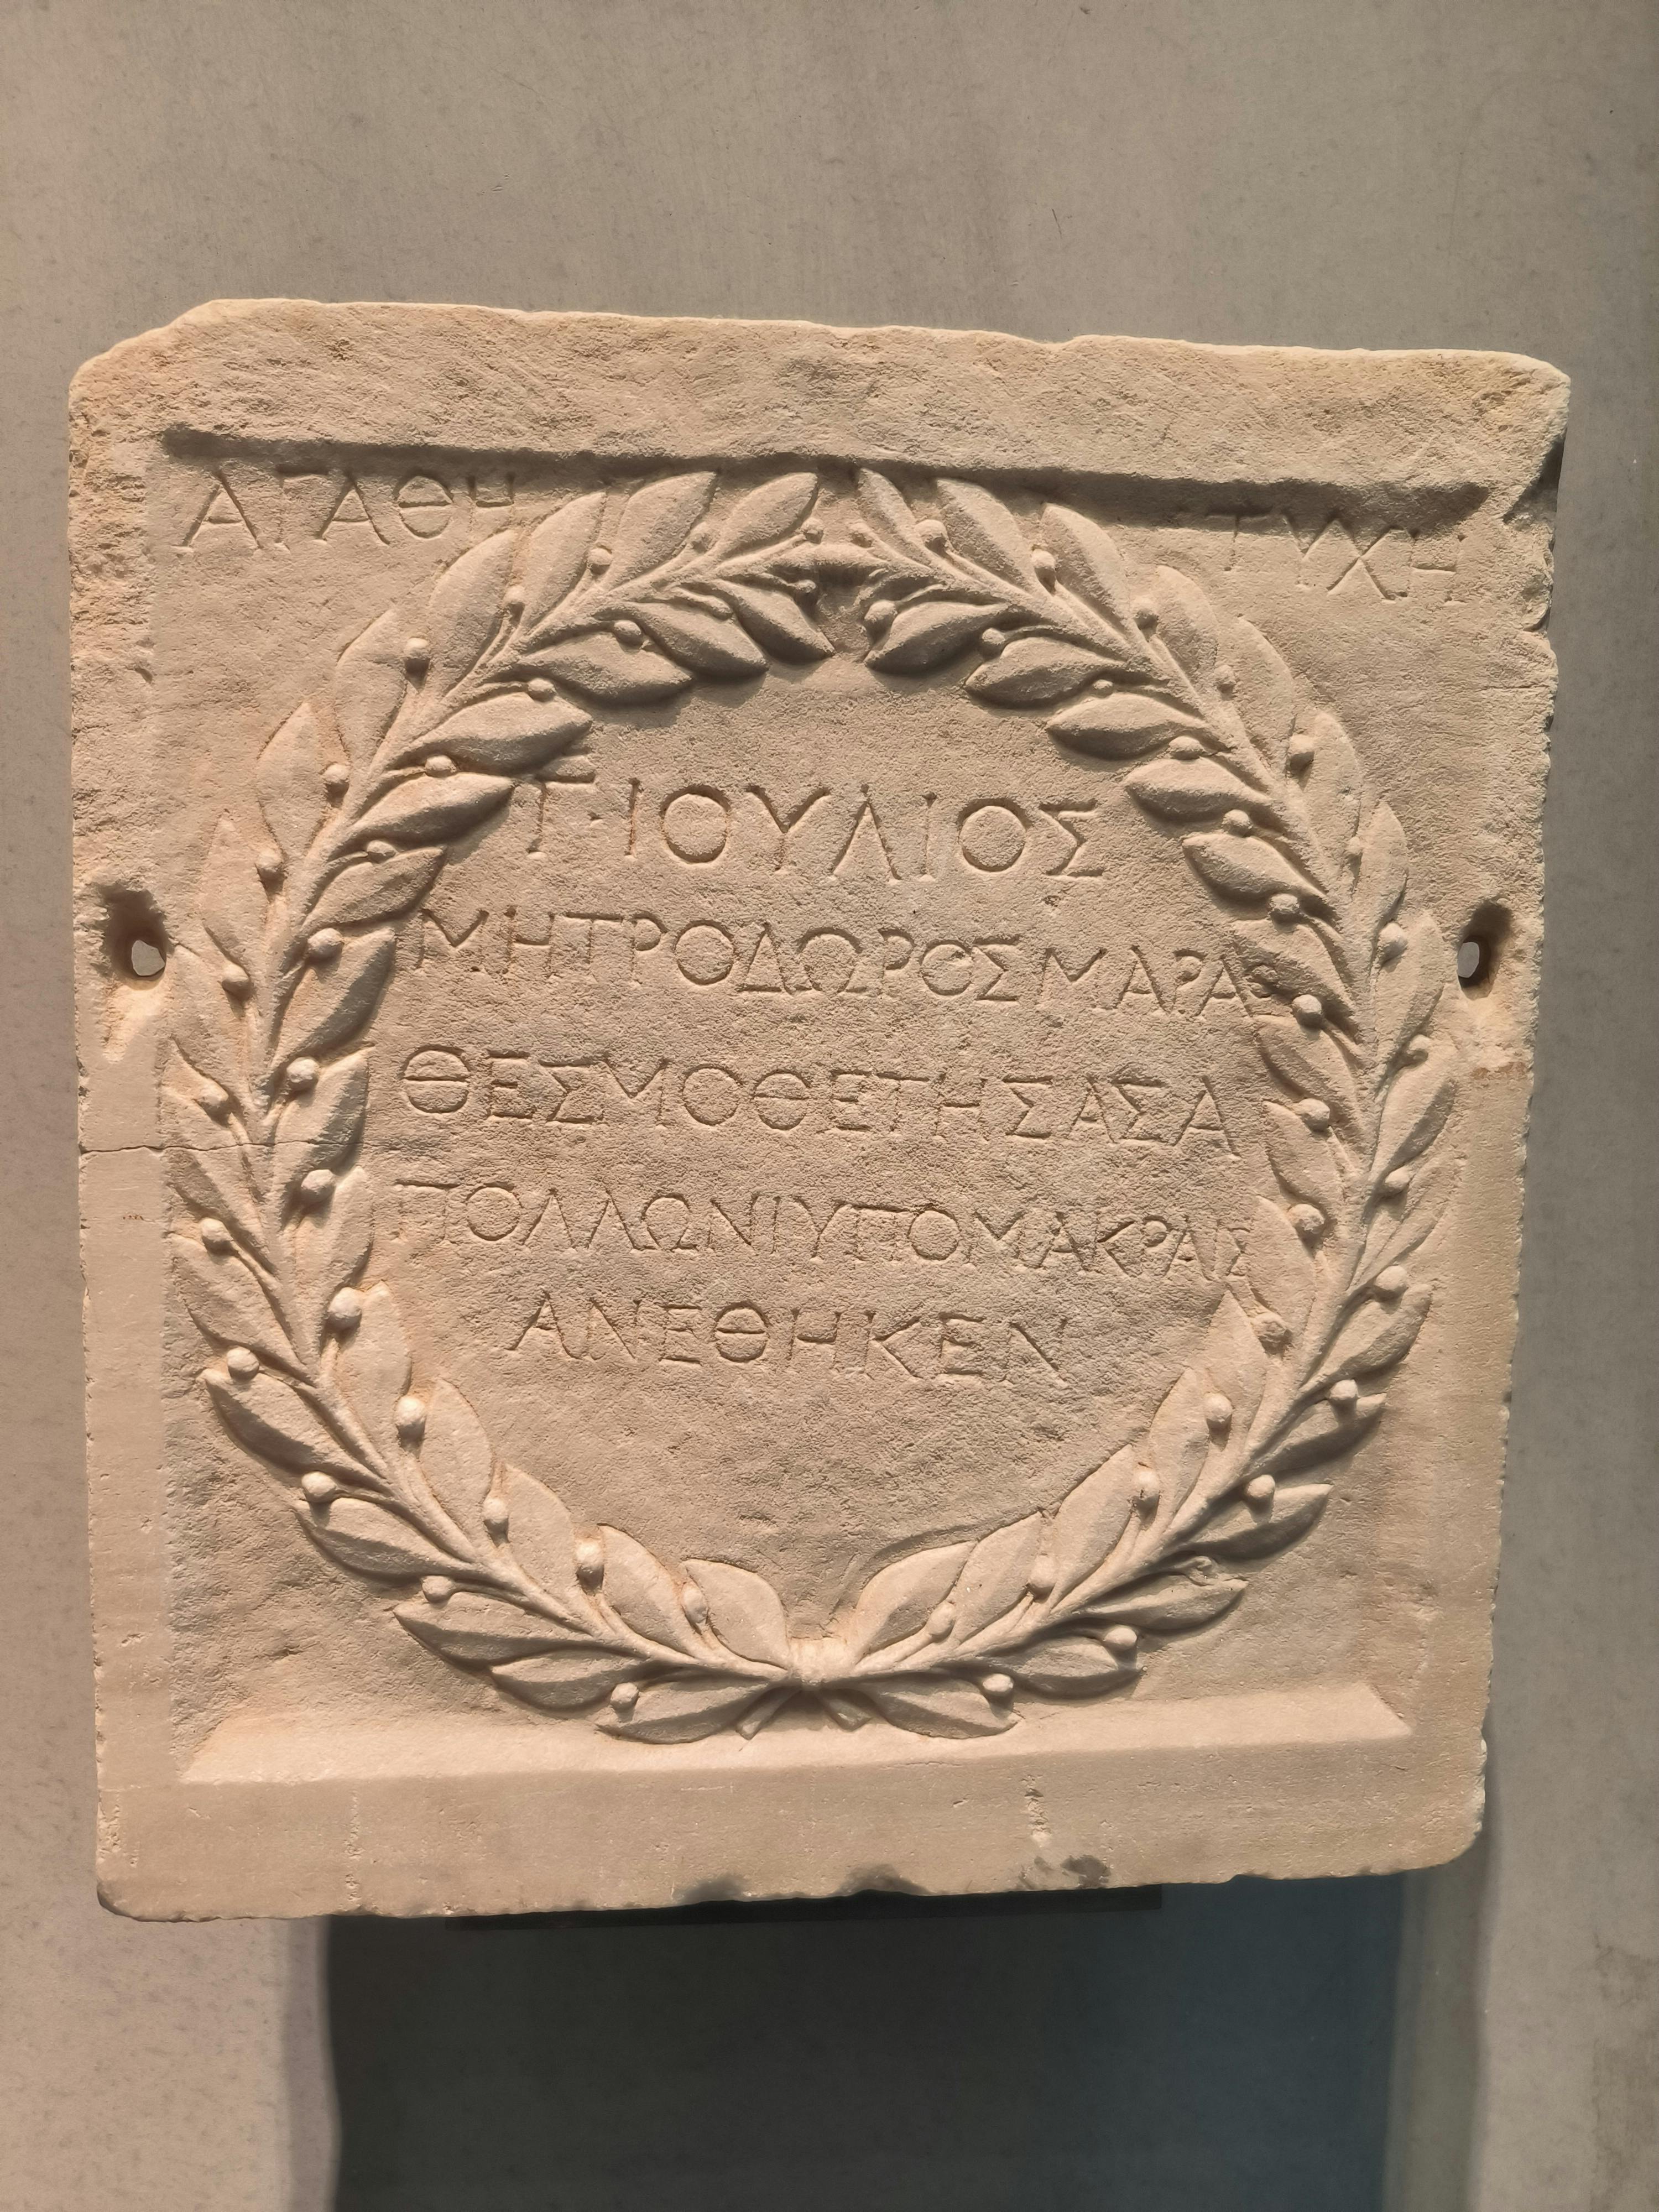 ΑΓΑΘΗ ΤΥΧΗ
Γ·ΙΟΥΛΙΟΣ
ΜΗΤΡΟΔΩΡΟΣ ΜΑΡΑΘ
ΘΕΣΜΟΘΕΤΗΣΑΣ Α
ΠΟΛΛΩΝΙ ΥΠΟ ΜΑΚΡΑΙΣ
ΑΝΕΘΗΚΕΝ